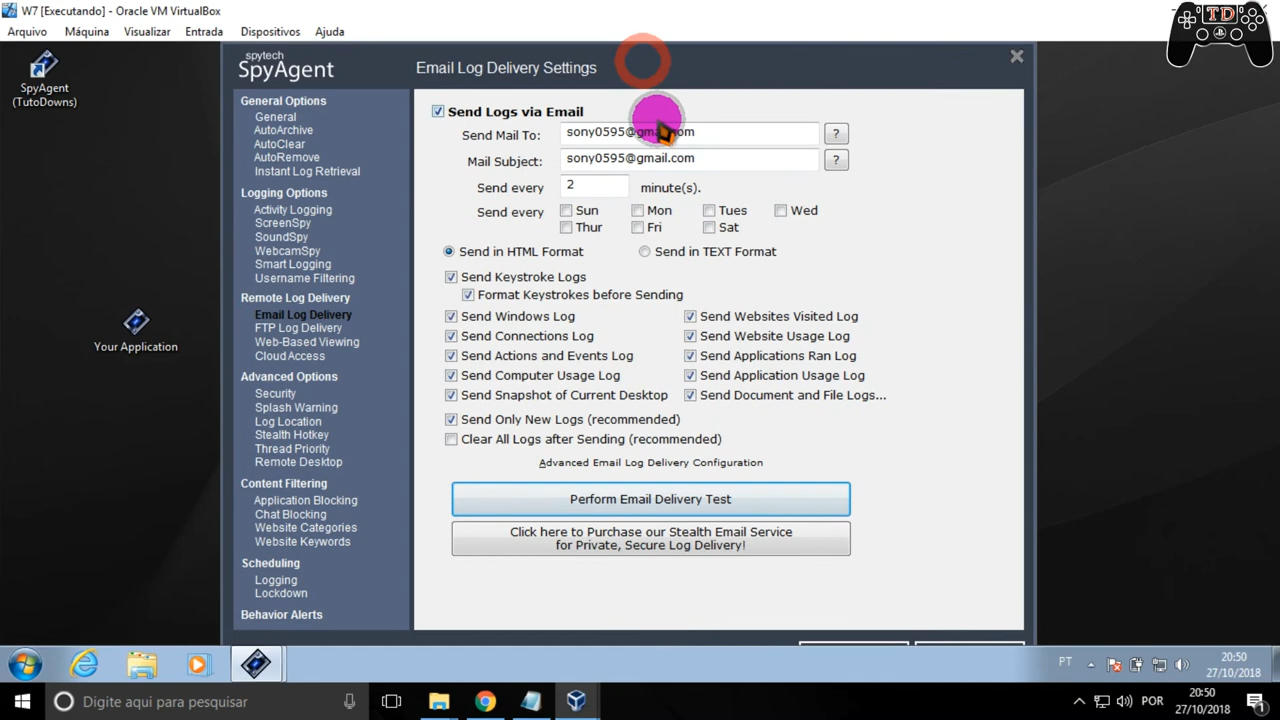 W7 [Executando] - Oracle VM VirtualBox
Arquivo Máquina Visualizar Entrada Dispositivos Ajuda
TD
SpyAgent
(TutoDowns)
Your Application
spytech
SpyAgent
Email Log Delivery Settings
General Options
General
AutoArchive
AutoClear
AutoRemove
Instant Log Retrieval
Logging Options
Activity Logging
ScreenSpy
SoundSpy
WebcamSpy
Smart Logging
Username Filtering
Remote Log Delivery
Email Log Delivery
FTP Log Delivery
Web-Based Viewing
Cloud Access
Advanced Options
Security
Splash Warning
Log Location
Stealth Hotkey
Thread Priority
Remote Desktop
Content Filtering
Application Blocking
Chat Blocking
Website Categories
Website Keywords
Scheduling
Logging
Lockdown
Behavior Alerts
Send Logs via Email
Send Mail To: sony0595@gma om ?
Mail Subject: sony0595@gmail.com ?
Send every 2 minute(s).
Send every Sun Mon Tues Wed
Thur Fri Sat
Send in HTML Format Send in TEXT Format
Send Keystroke Logs
Format Keystrokes before Sending
Send Windows Log Send Websites Visited Log
Send Connections Log Send Website Usage Log
Send Actions and Events Log Send Applications Ran Log
Send Computer Usage Log Send Application Usage Log
Send Snapshot of Current Desktop Send Document and File Logs...
Send Only New Logs (recommended)
Clear All Logs after Sending (recommended)
Advanced Email Log Delivery Configuration
Perform Email Delivery Test
Click here to Purchase our Stealth Email Service
for Private, Secure Log Delivery!
PT 20:50
27/10/2018
Digite aqui para pesquisar POR 20:50
27/10/2018
1